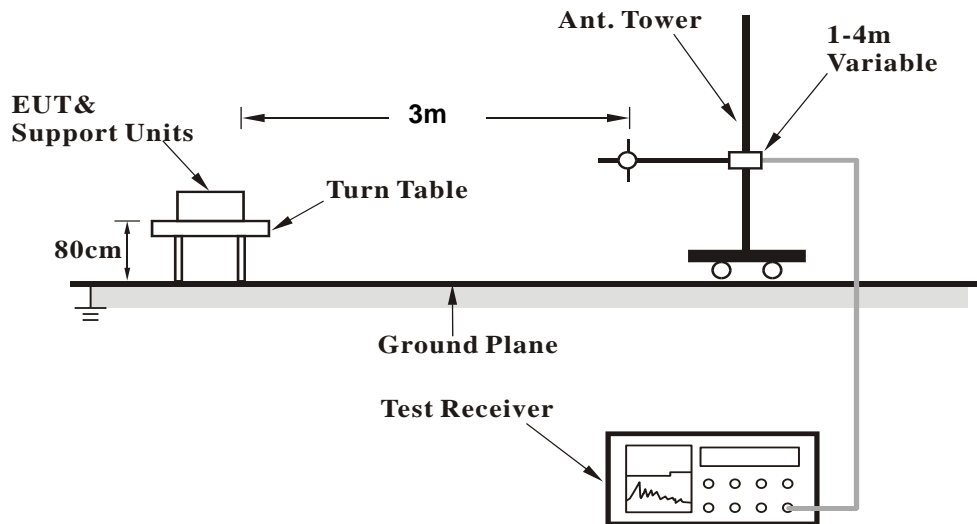 Ant. Tower
1-4m
Variable
EUT&
Support Units
3m
Turn Table
80cm
Ground Plane
Test Receiver